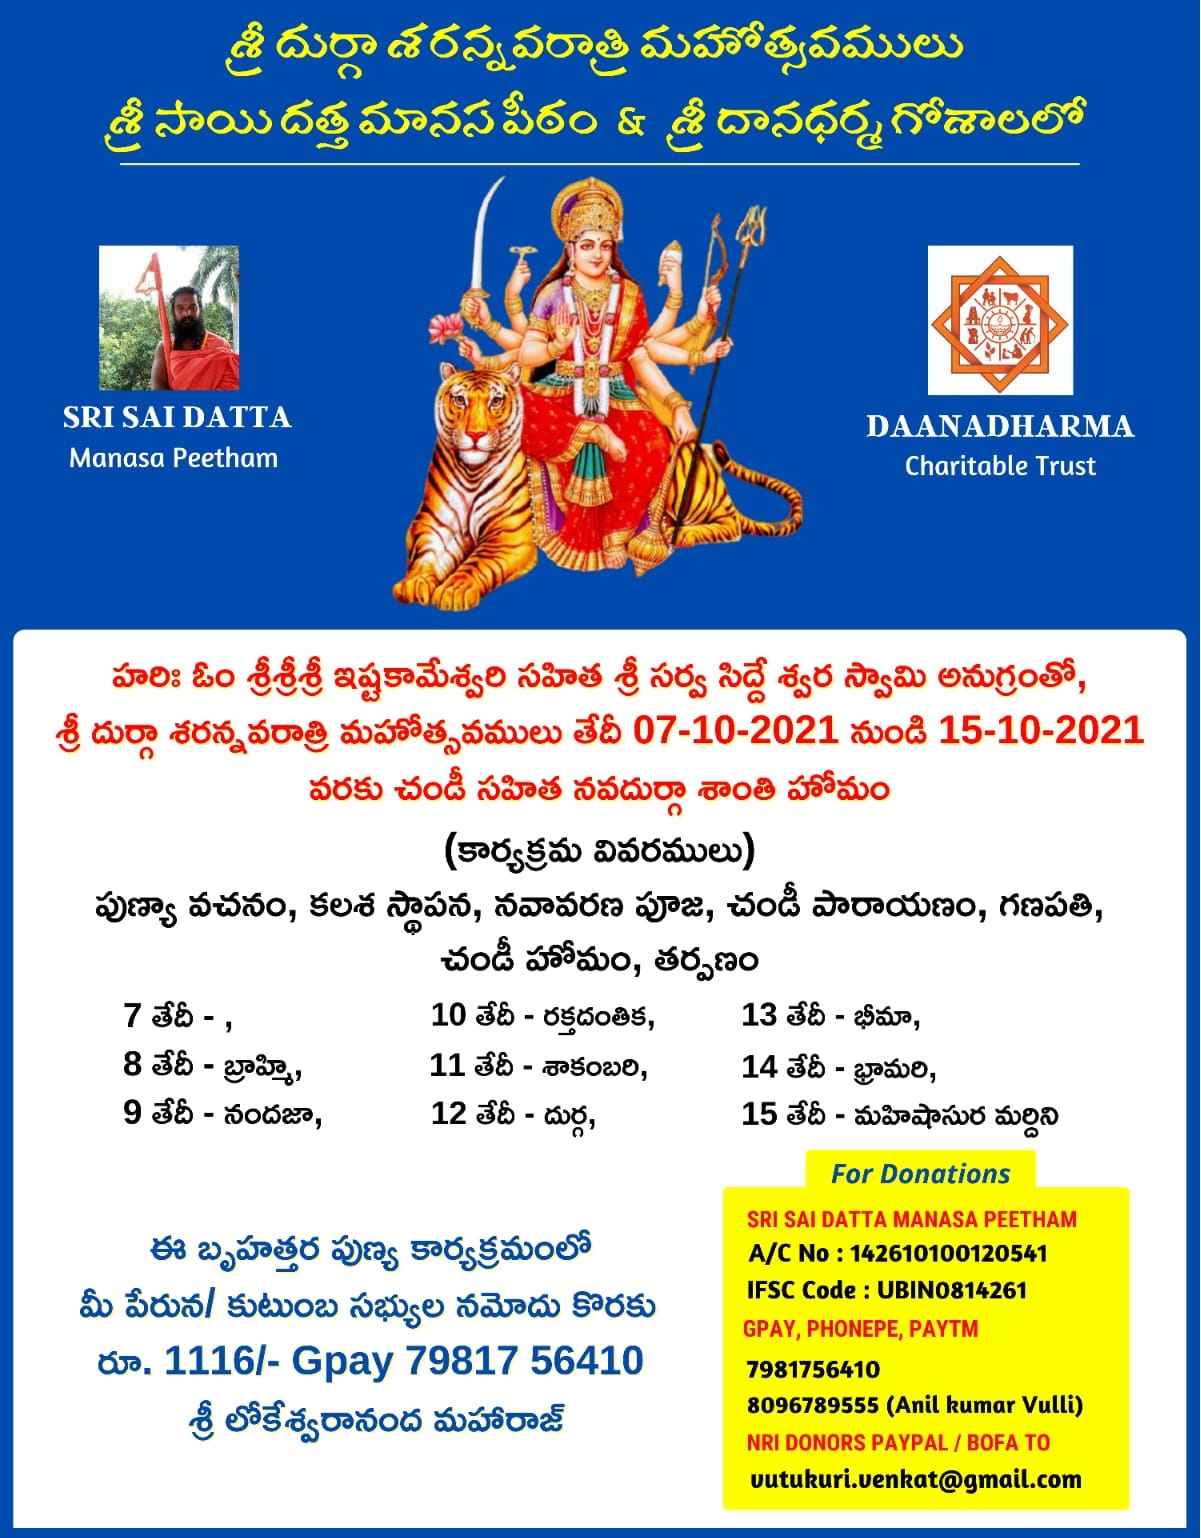 శ్రీ దుర్గా శరన్నవరాత్రి మహోత్సవములు
శ్రీ సాయి దత్త మానస పీఠం & శ్రీ దానధర్మ గోశాలలో
SRI SAI DATTA
Manasa Peetham
DAANADHARMA
Charitable Trust
హరిః ఓం శ్రీశ్రీశ్రీ ఇష్టకామేశ్వరి సహిత శ్రీ సర్వ సిద్దే శ్వర స్వామి అనుగ్రంతో,
శ్రీ దుర్గా శరన్నవరాత్రి మహోత్సవములు తేదీ 07-10-2021 నుండి 15-10-2021
వరకు చండీ సహిత నవదుర్గా శాంతి హోమం
(కార్యక్రమ వివరములు)
పుణ్యా వచనం, కలశ స్థాపన, నవావరణ పూజ, చండీ పారాయణం, గణపతి,
చండీ హోమం, తర్పణం
7 తేదీ - ,
8 తేదీ - బ్రాహ్మి,
9 తేదీ - నందజా,
10 తేదీ - రక్తదంతిక,
11 తేదీ - శాకంబరి,
12 తేదీ - దుర్గ,
13 తేదీ - భీమా,
14 తేదీ - భ్రామరి,
15 తేదీ - మహిషాసుర మర్దిని
ఈ బృహత్తర పుణ్య కార్యక్రమంలో
మీ పేరున/ కుటుంబ సభ్యుల నమోదు కొరకు
రూ. 1116/- Gpay 79817 56410
శ్రీ లోకేశ్వరానంద మహారాజ్
For Donations
SRI SAI DATTA MANASA PEETHAM
A/C No : 142610100120541
IFSC Code : UBIN0814261
GPAY, PHONEPE, PAYTM
7981756410
8096789555 (Anil kumar Vulli)
NRI DONORS PAYPAL / BOFA TO
vutukuri.venkat@gmail.com